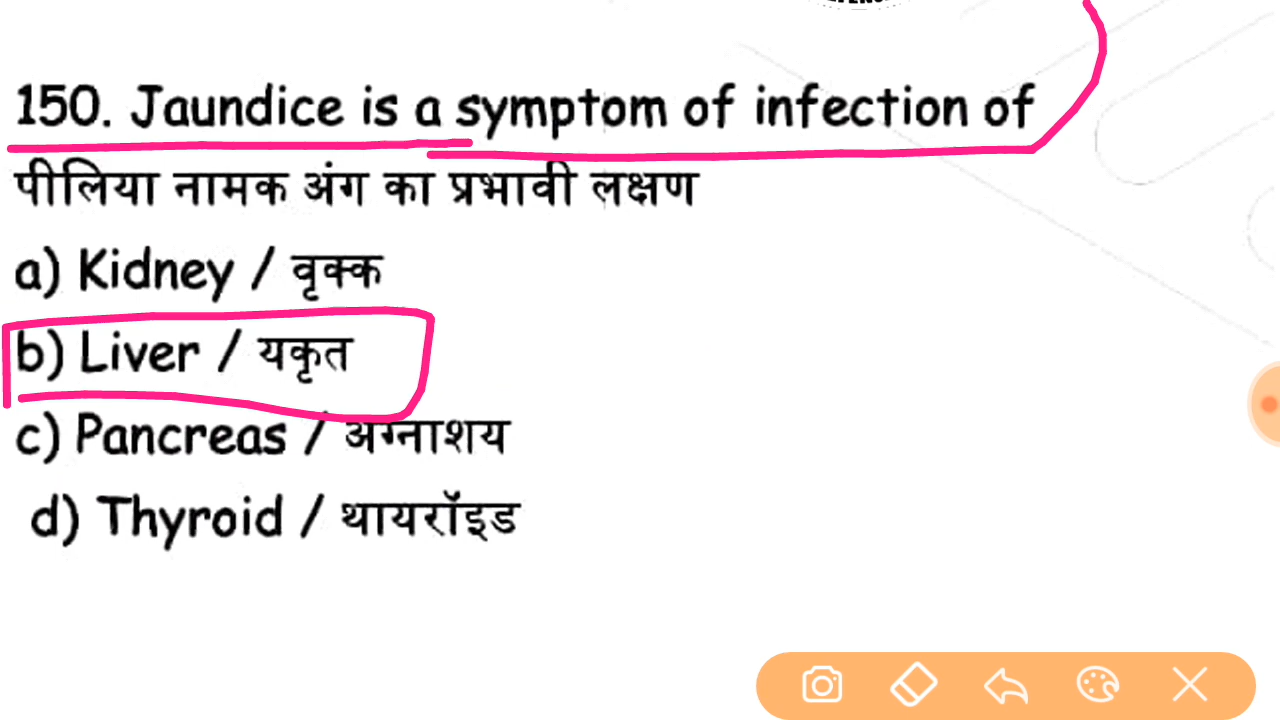 150. Jaundice is a symptom of infection of
पीलिया नामक अंग का प्रभावी लक्षण
a) Kidney / वृक्क
b) Liver / यकृत
c) Pancreas / अग्नाशय
d) Thyroid / थायरॉइड